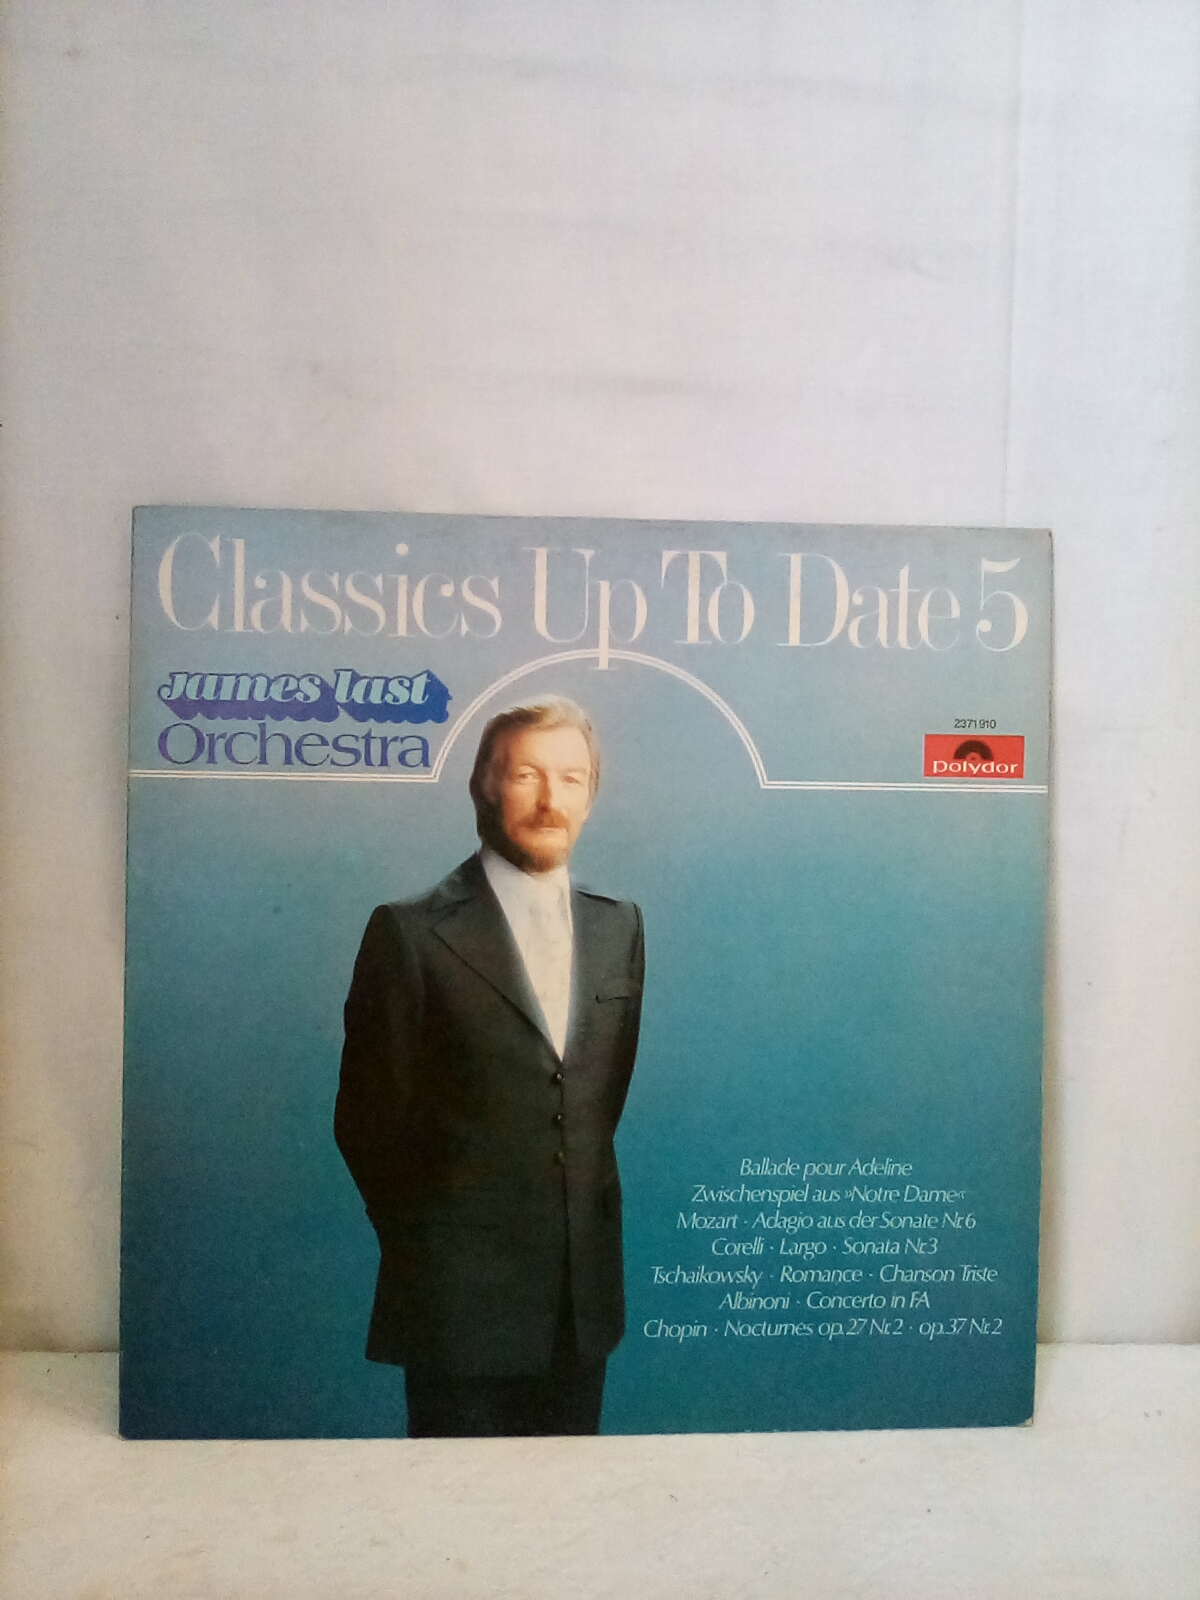 Classics Up To Date 5
James Last
Orchestra
2371 910
Polydor
Ballade pour Adeline
Zwischenspiel aus »Notre Dame«
Mozart · Adagio aus der Sonate Nr. 6
Corelli · Largo · Sonata Nr. 3
Tschaikowsky · Romance · Chanson Triste
Albinoni · Concerto in FA
Chopin · Nocturnes op. 27 Nr. 2 · op. 37 Nr. 2